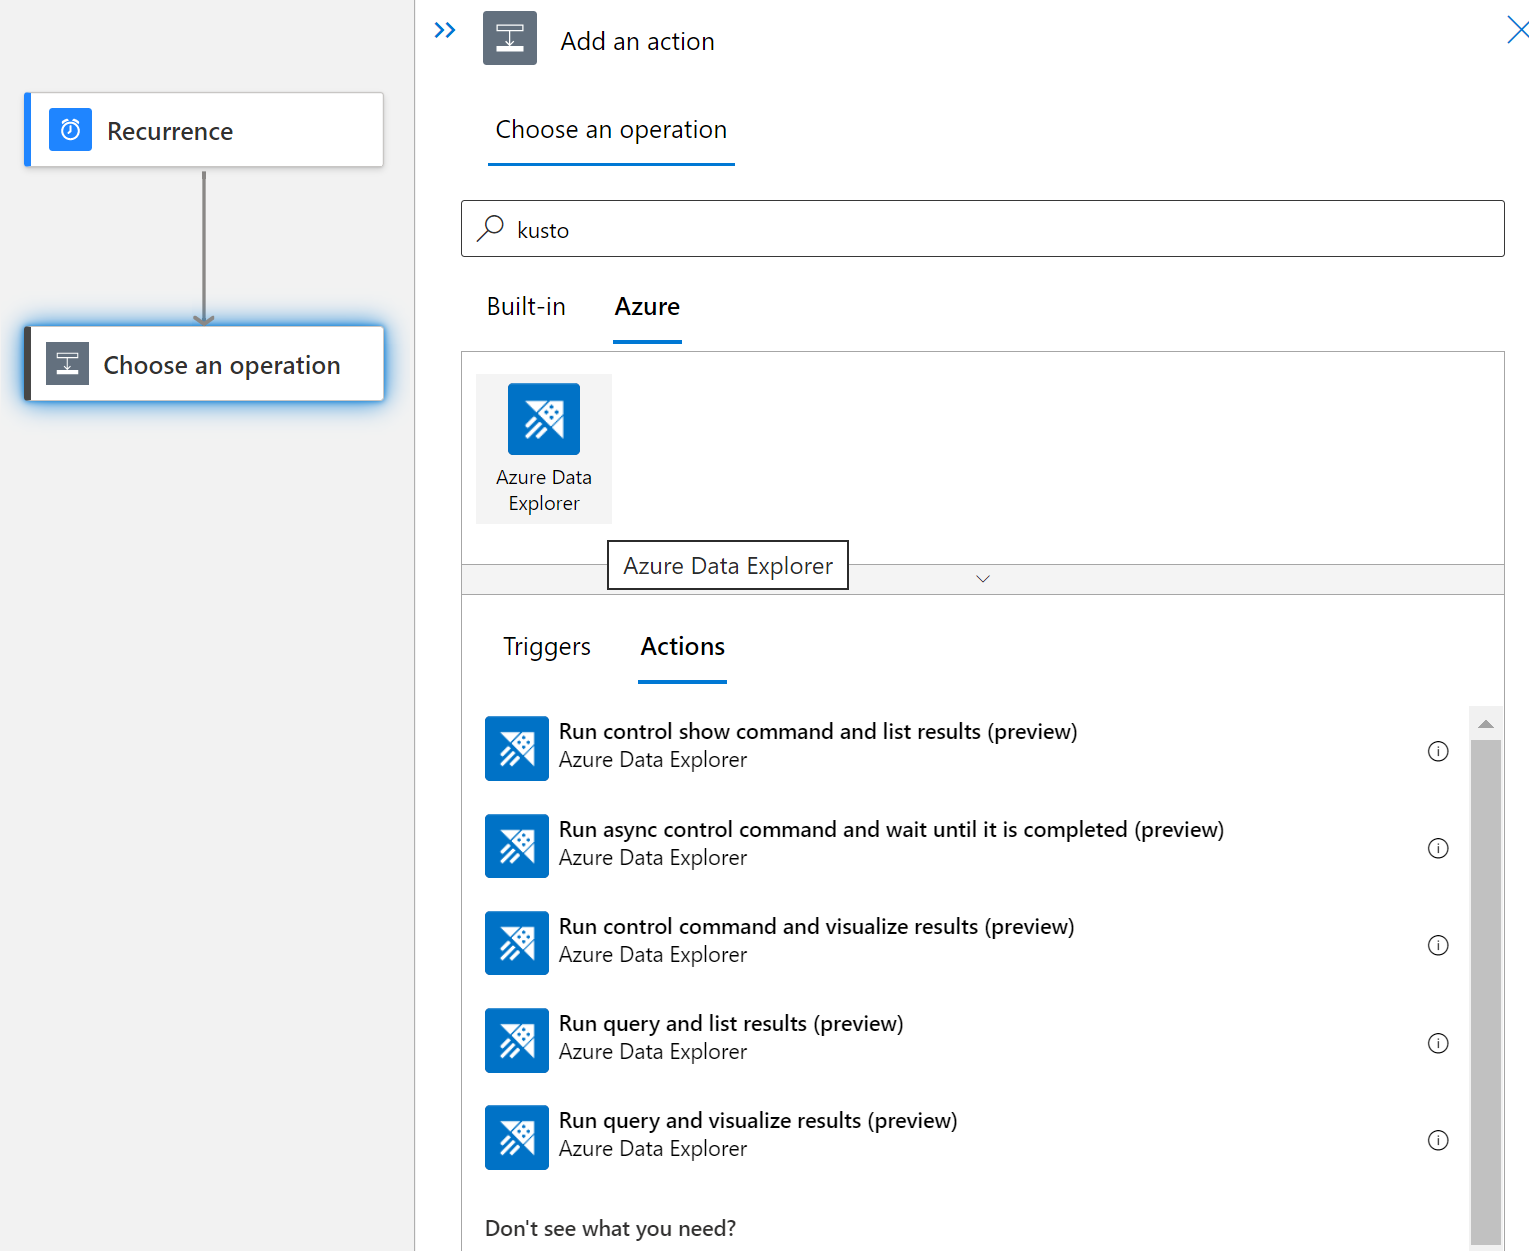 Add an action
Recurrence
Choose an operation
Choose an operation
kusto
Built-in
Azure
Azure Data
Explorer
Azure Data Explorer
Triggers
Actions
Run control show command and list results (preview)
Azure Data Explorer
Run async control command and wait until it is completed (preview)
Azure Data Explorer
Run control command and visualize results (preview)
Azure Data Explorer
Run query and list results (preview)
Azure Data Explorer
Run query and visualize results (preview)
Azure Data Explorer
Don't see what you need?